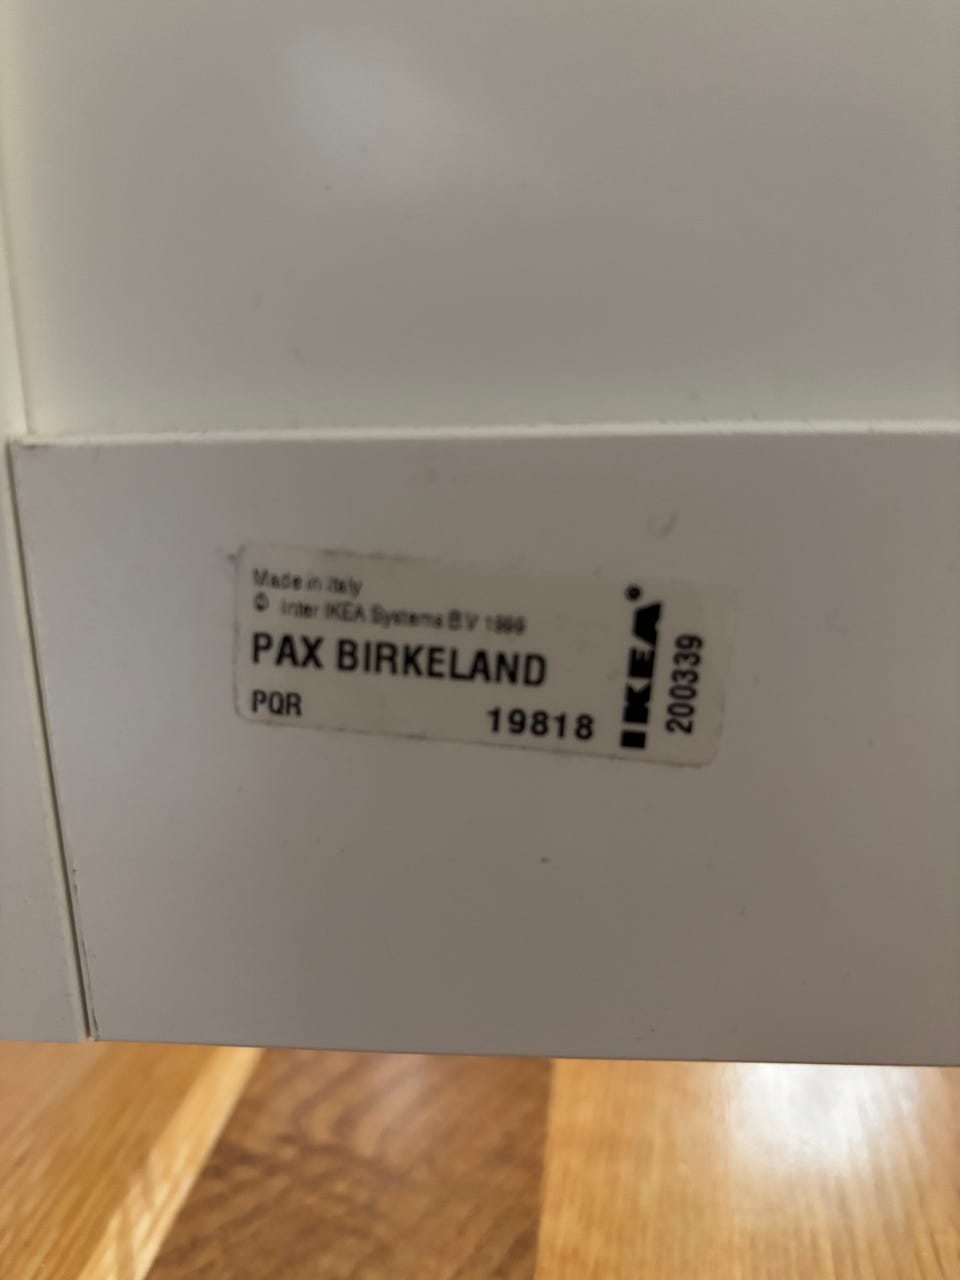 Made in Italy
© Inter IKEA Systems B.V. 1999
PAX BIRKELAND
PQR 19818
IKEA®
200339